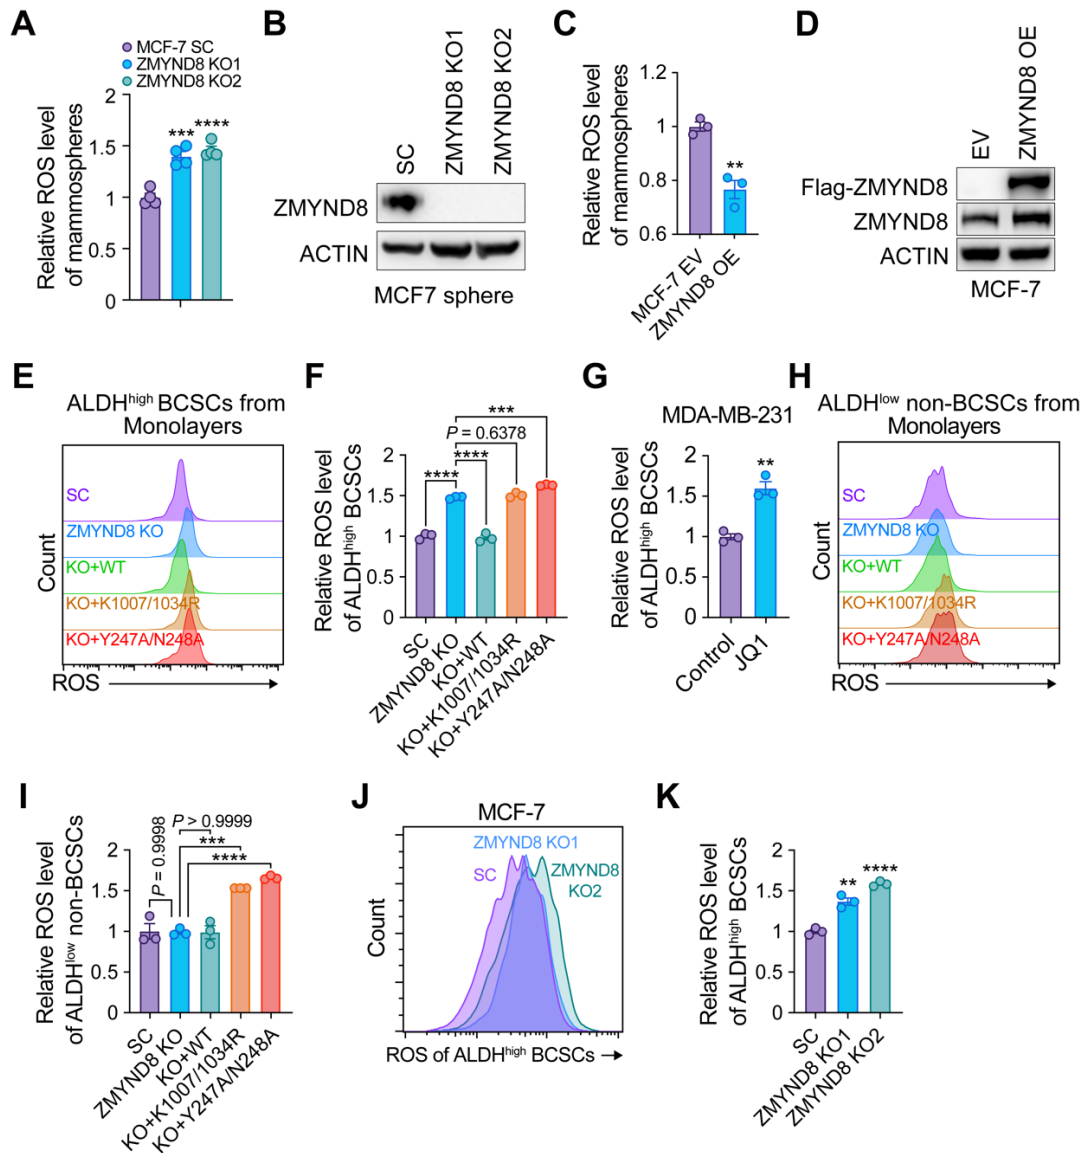 A
MCF-7 SC
ZMYND8 KO1
ZMYND8 KO2
Relative ROS level
of mammospheres
2
1.5
1
0.5
0
***
****
B
SC
ZMYND8 KO1
ZMYND8 KO2
ZMYND8
ACTIN
MCF7 sphere
C
Relative ROS level
of mammospheres
1.2
1
0.8
0.6
**
MCF-7 EV
ZMYND8 OE
D
EV
ZMYND8 OE
Flag-ZMYND8
ZMYND8
ACTIN
MCF-7
E
ALDHhigh BCSCs from
Monolayers
Count
SC
ZMYND8 KO
KO+WT
KO+K1007/1034R
KO+Y247A/N248A
ROS
F
Relative ROS level
of ALDHhigh BCSCs
2
1.5
1
0.5
0
***
P = 0.6378
****
****
SC
ZMYND8 KO
KO+WT
KO+K1007/1034R
KO+Y247A/N248A
G
MDA-MB-231
Relative ROS level
of ALDHhigh BCSCs
2
1.5
1
0.5
0
**
Control
JQ1
H
ALDHlow non-BCSCs from
Monolayers
Count
SC
ZMYND8 KO
KO+WT
KO+K1007/1034R
KO+Y247A/N248A
ROS
I
Relative ROS level
of ALDHlow non-BCSCs
2
1.5
1
0.5
0
P = 0.9998
P > 0.9999
***
****
SC
ZMYND8 KO
KO+WT
KO+K1007/1034R
KO+Y247A/N248A
J
MCF-7
Count
ZMYND8 KO1
SC
ZMYND8
KO2
ROS of ALDHhigh BCSCs
K
Relative ROS level
of ALDHhigh BCSCs
2
1.5
1
0.5
0
**
****
SC
ZMYND8 KO1
ZMYND8 KO2